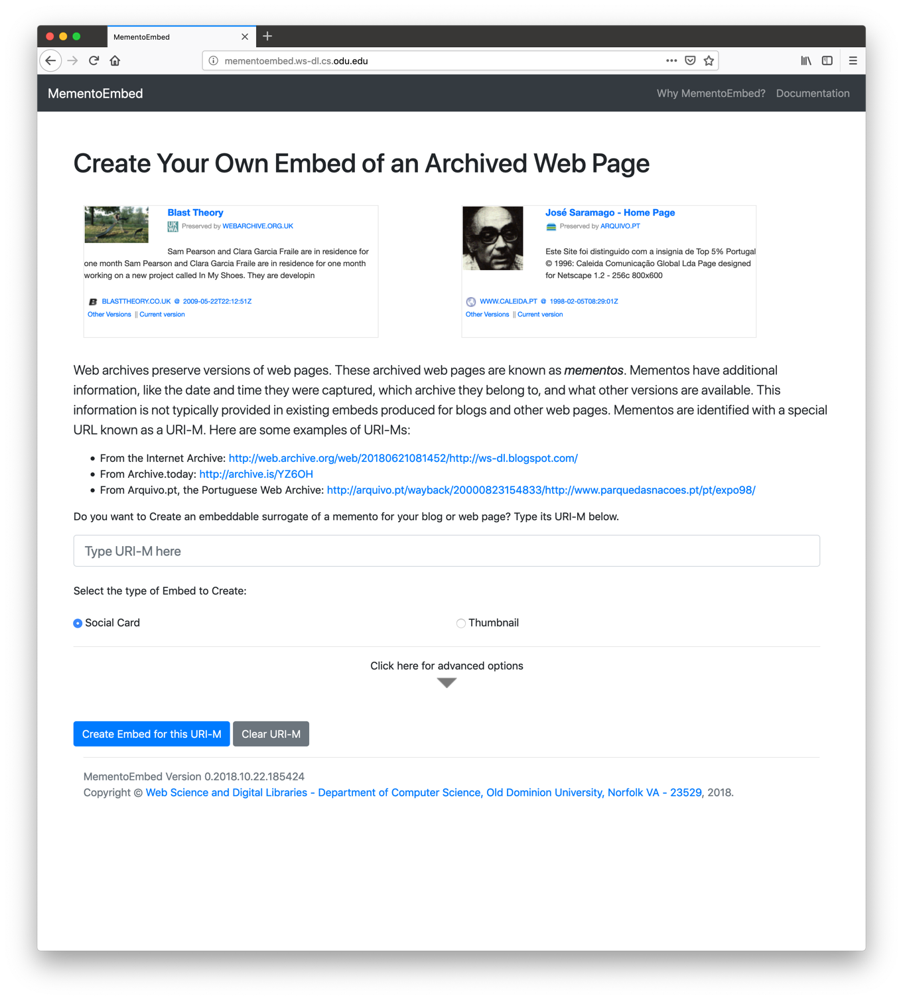 MementoEmbed
mementoembed.ws-dl.cs.odu.edu
MementoEmbed
Why MementoEmbed? Documentation
Create Your Own Embed of an Archived Web Page
Blast Theory
UK
WA
Preserved by WEBARCHIVE.ORG.UK
Sam Pearson and Clara Garcia Fraile are in residence for
one month Sam Pearson and Clara Garcia Fraile are in residence for one month
working on a new project called In My Shoes. They are developin
B BLASTTHEORY.CO.UK @ 2009-05-22T22:12:51Z
Other Versions || Current version
José Saramago - Home Page
Preserved by ARQUIVO.PT
Este Site foi distinguido com a insignia de Top 5% Portugal
© 1996: Caleida Comunicação Global Lda Page designed
for Netscape 1.2 - 256c 800x600
WWW.CALEIDA.PT @ 1998-02-05T08:29:01Z
Other Versions || Current version
Web archives preserve versions of web pages. These archived web pages are known as mementos. Mementos have additional
information, like the date and time they were captured, which archive they belong to, and what other versions are available. This
information is not typically provided in existing embeds produced for blogs and other web pages. Mementos are identified with a special
URL known as a URI-M. Here are some examples of URI-Ms:
• From the Internet Archive: http://web.archive.org/web/20180621081452/http://ws-dl.blogspot.com/
• From Archive.today: http://archive.is/YZ6OH
• From Arquivo.pt, the Portuguese Web Archive: http://arquivo.pt/wayback/20000823154833/http://www.parquedasnacoes.pt/pt/expo98/
Do you want to Create an embeddable surrogate of a memento for your blog or web page? Type its URI-M below.
Type URI-M here
Select the type of Embed to Create:
Social Card
Thumbnail
Click here for advanced options
Create Embed for this URI-M
Clear URI-M
MementoEmbed Version 0.2018.10.22.185424
Copyright © Web Science and Digital Libraries - Department of Computer Science, Old Dominion University, Norfolk VA - 23529, 2018.